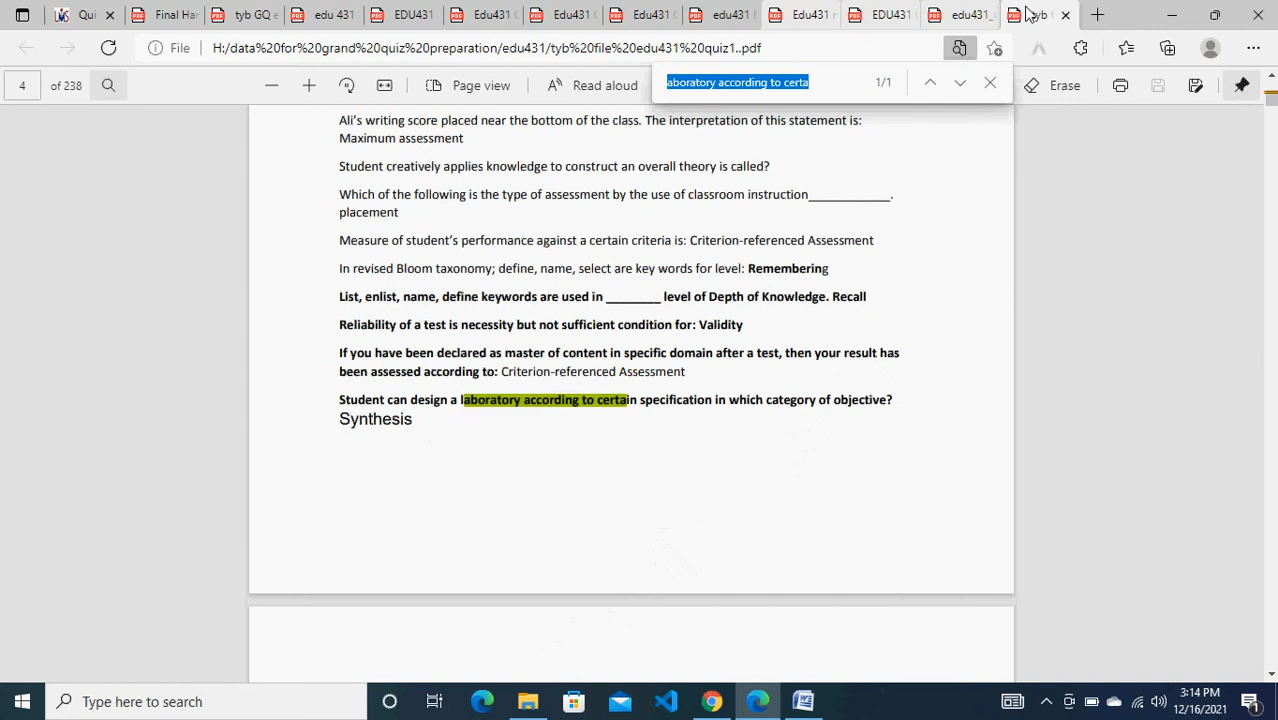 Qui
Final Har
tyb GQ e
edu 431
EDU431
Edu431 r
File
H:/data%20for%20grand%20quiz%20preparation/edu431/tyb%20file%20edu431%20quiz1..pdf
4
of 238
Page view
Read aloud
Erase
aboratory according to certa
1/1
Ali's writing score placed near the bottom of the class. The interpretation of this statement is:
Maximum assessment
Student creatively applies knowledge to construct an overall theory is called?
Which of the following is the type of assessment by the use of classroom instruction____________.
placement
Measure of student's performance against a certain criteria is: Criterion-referenced Assessment
In revised Bloom taxonomy; define, name, select are key words for level: Remembering
List, enlist, name, define keywords are used in ________ level of Depth of Knowledge. Recall
Reliability of a test is necessity but not sufficient condition for: Validity
If you have been declared as master of content in specific domain after a test, then your result has
been assessed according to: Criterion-referenced Assessment
Student can design a laboratory according to certain specification in which category of objective?
Synthesis
Type here to search
3:14 PM
12/16/2021